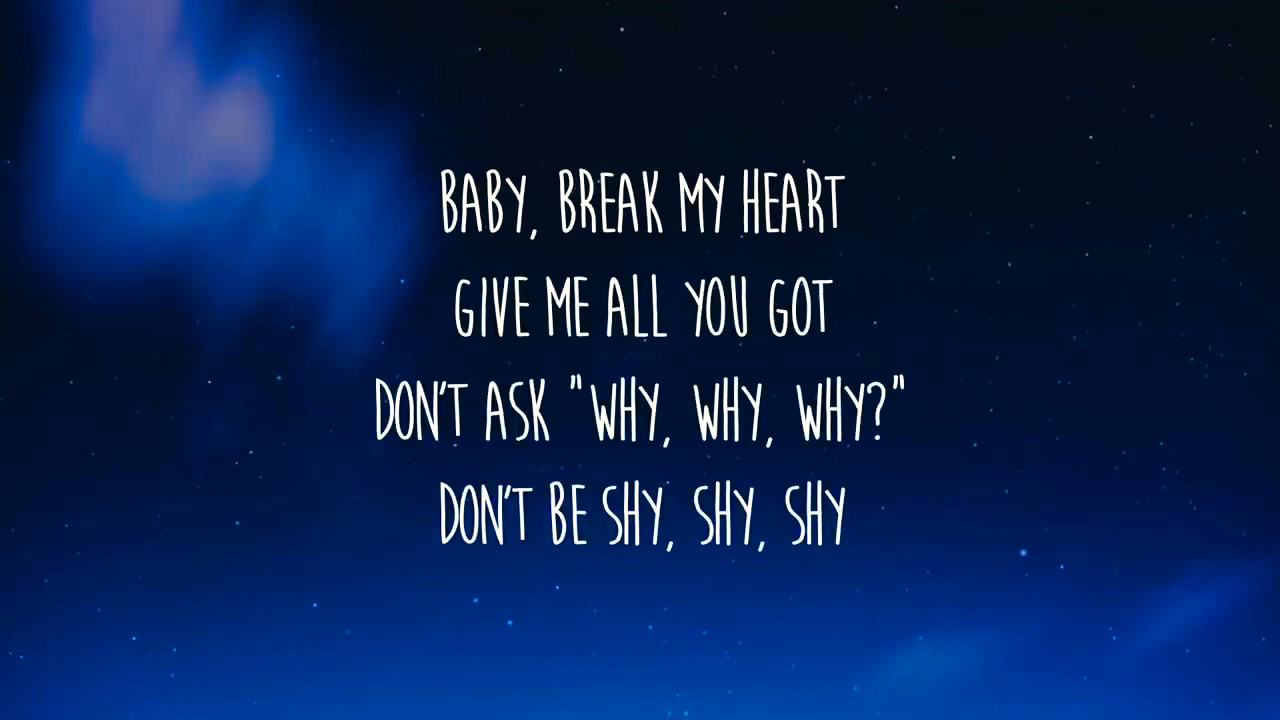 BABY, BREAK MY HEART
GIVE ME ALL YOU GOT
DON'T ASK "WHY, WHY, WHY?"
DON'T BE SHY, SHY, SHY